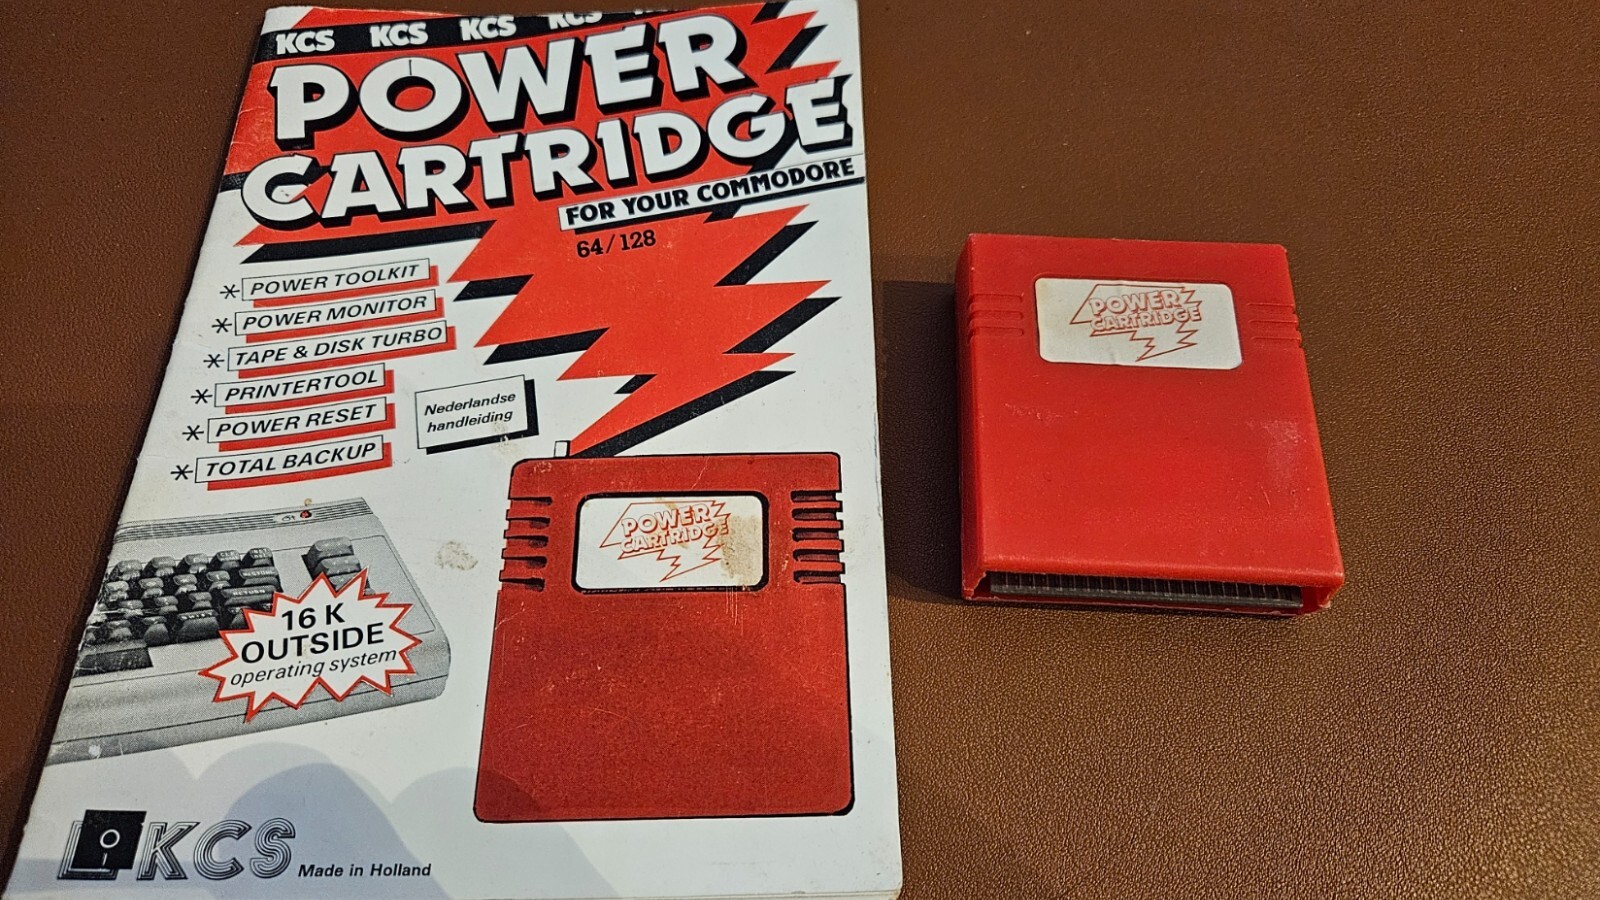 KCS KCS KCS KCS
POWER
CARTRIDGE
FOR YOUR COMMODORE
64/128
* POWER TOOLKIT
* POWER MONITOR
* TAPE & DISK TURBO
* PRINTERTOOL
* POWER RESET
* TOTAL BACKUP
Nederlandse
handleiding
POWER
CARTRIDGE
16 K
OUTSIDE
operating system
KCS Made in Holland
POWER
CARTRIDGE